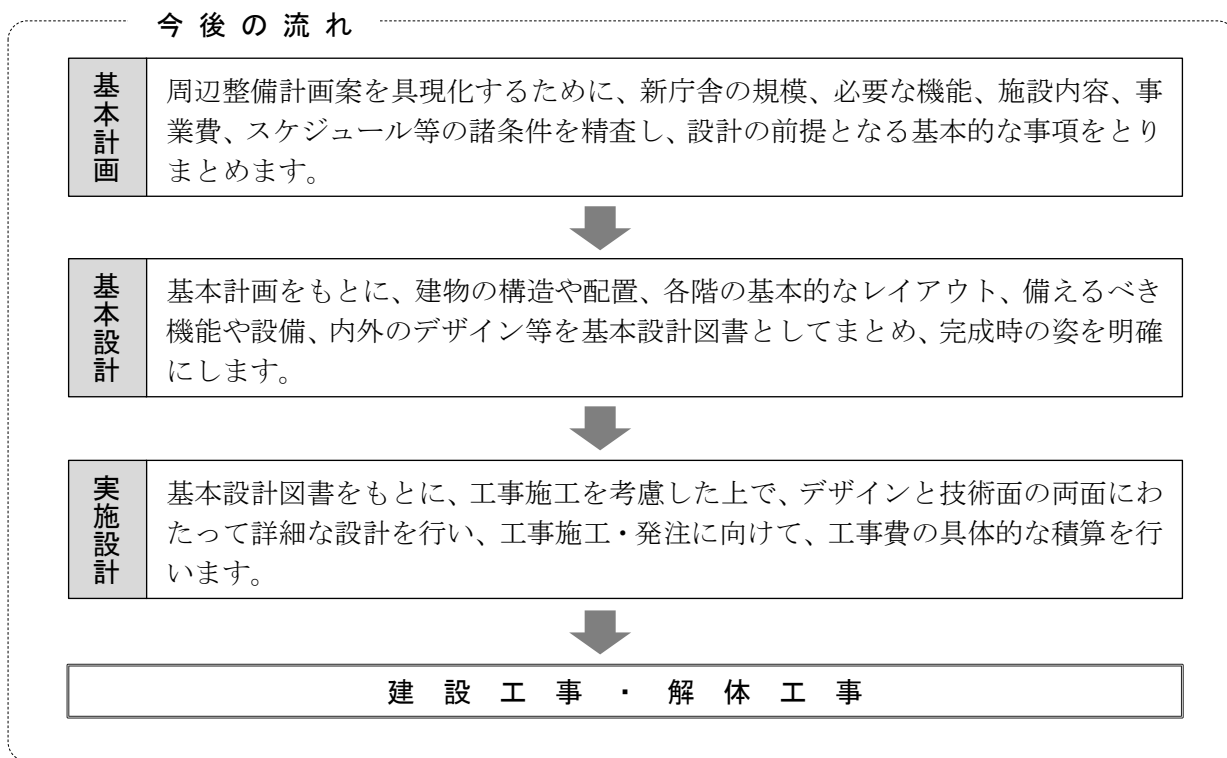 今後の流れ
基本計画
周辺整備計画案を具現化するために、新庁舎の規模、必要な機能、施設内容、事
業費、スケジュール等の諸条件を精査し、設計の前提となる基本的な事項をとり
まとめます。
基本設計
基本計画をもとに、建物の構造や配置、各階の基本的なレイアウト、備えるべき
機能や設備、内外のデザイン等を基本設計図書としてまとめ、完成時の姿を明確
にします。
実施設計
基本設計図書をもとに、工事施工を考慮した上で、デザインと技術面の両面にわ
たって詳細な設計を行い、工事施工・発注に向けて、工事費の具体的な積算を行
います。
建設工事・解体工事